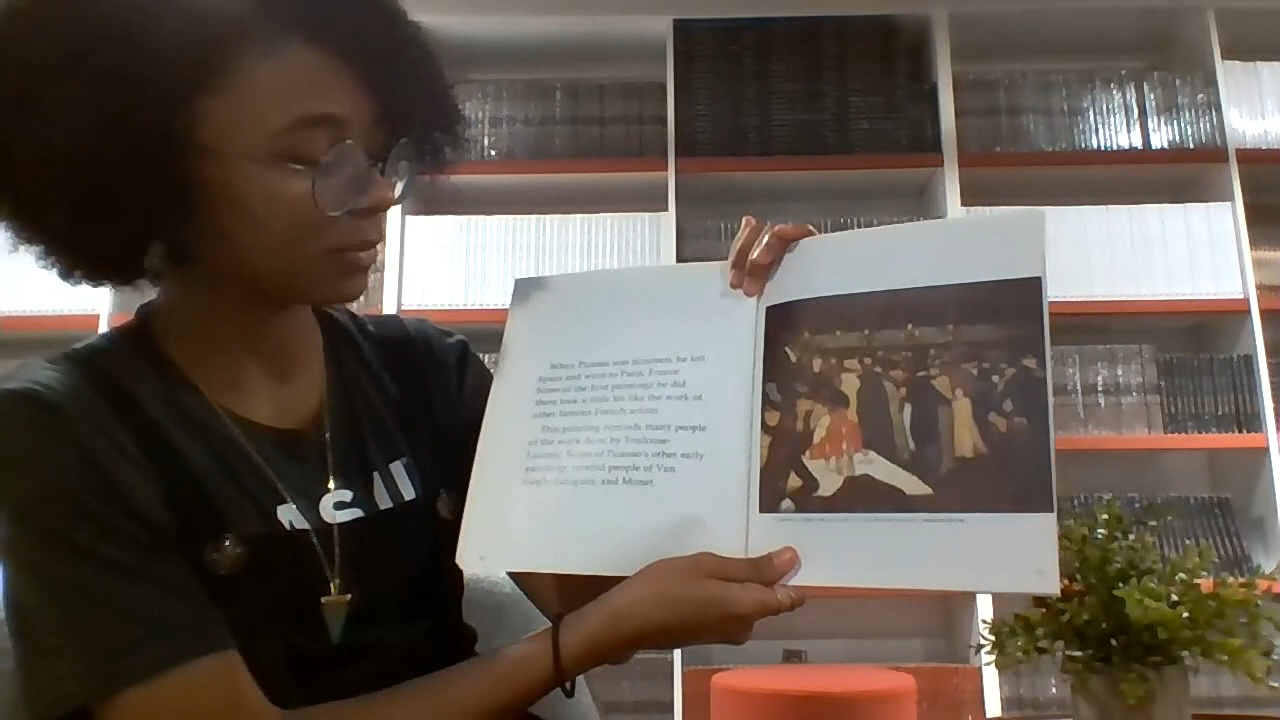 When Picasso was nineteen, he left
Spain and went to Paris, France.
Some of the first paintings he did
there look a little bit like the work of
other famous French artists.
This painting reminds many people
of the work done by Toulouse-
Lautrec. Some of Picasso's other early
paintings remind people of Van
Gogh, Gauguin, and Monet.